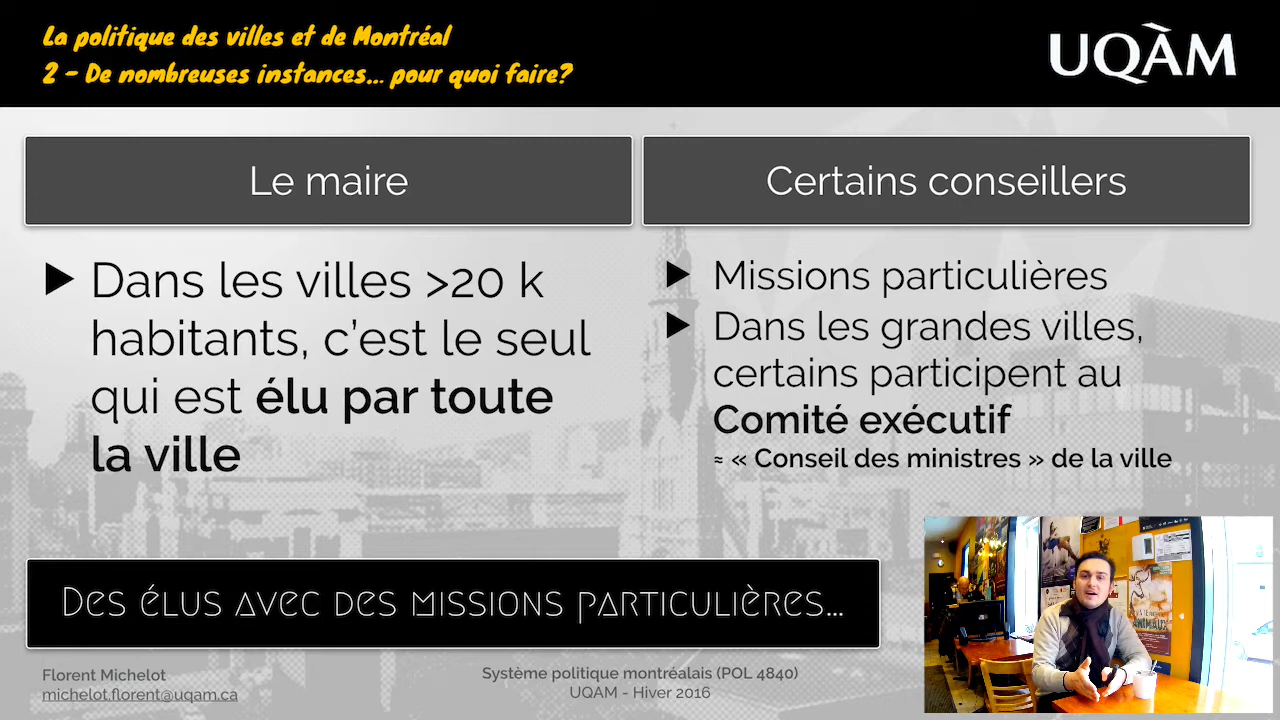 La politique des villes et de Montréal
2 - De nombreuses instances... pour quoi faire?
UQÀM
Le maire
Dans les villes >20 k
habitants, c'est le seul
qui est élu par toute
la ville
Certains conseillers
Missions particulières
Dans les grandes villes,
certains participent au
Comité exécutif
≈ « Conseil des ministres » de la ville
Des élus avec des missions particulières...
ANIMAUX
Florent Michelot
michelot.florent@uqam.ca
Système politique montréalais (POL 4840)
UQAM - Hiver 2016